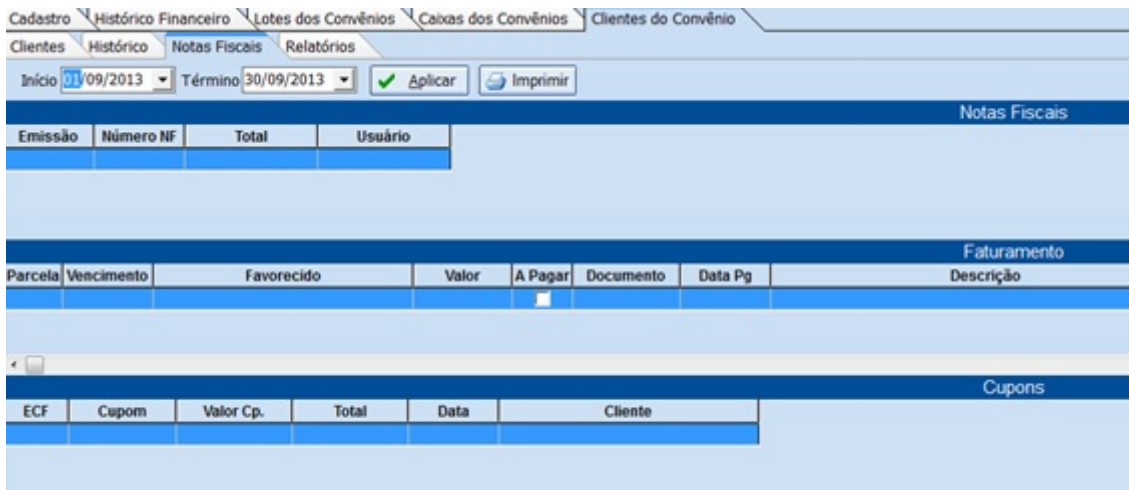 Cadastro Histórico Financeiro Lotes dos Convênios Caixas dos Convênios Clientes do Convênio
Clientes Histórico Notas Fiscais Relatórios
Início 01/09/2013 Término 30/09/2013 Aplicar Imprimir
Notas Fiscais
Emissão Número NF Total Usuário
Faturamento
Parcela Vencimento Favorecido Valor A Pagar Documento Data Pg Descrição
Cupons
ECF Cupom Valor Cp. Total Data Cliente